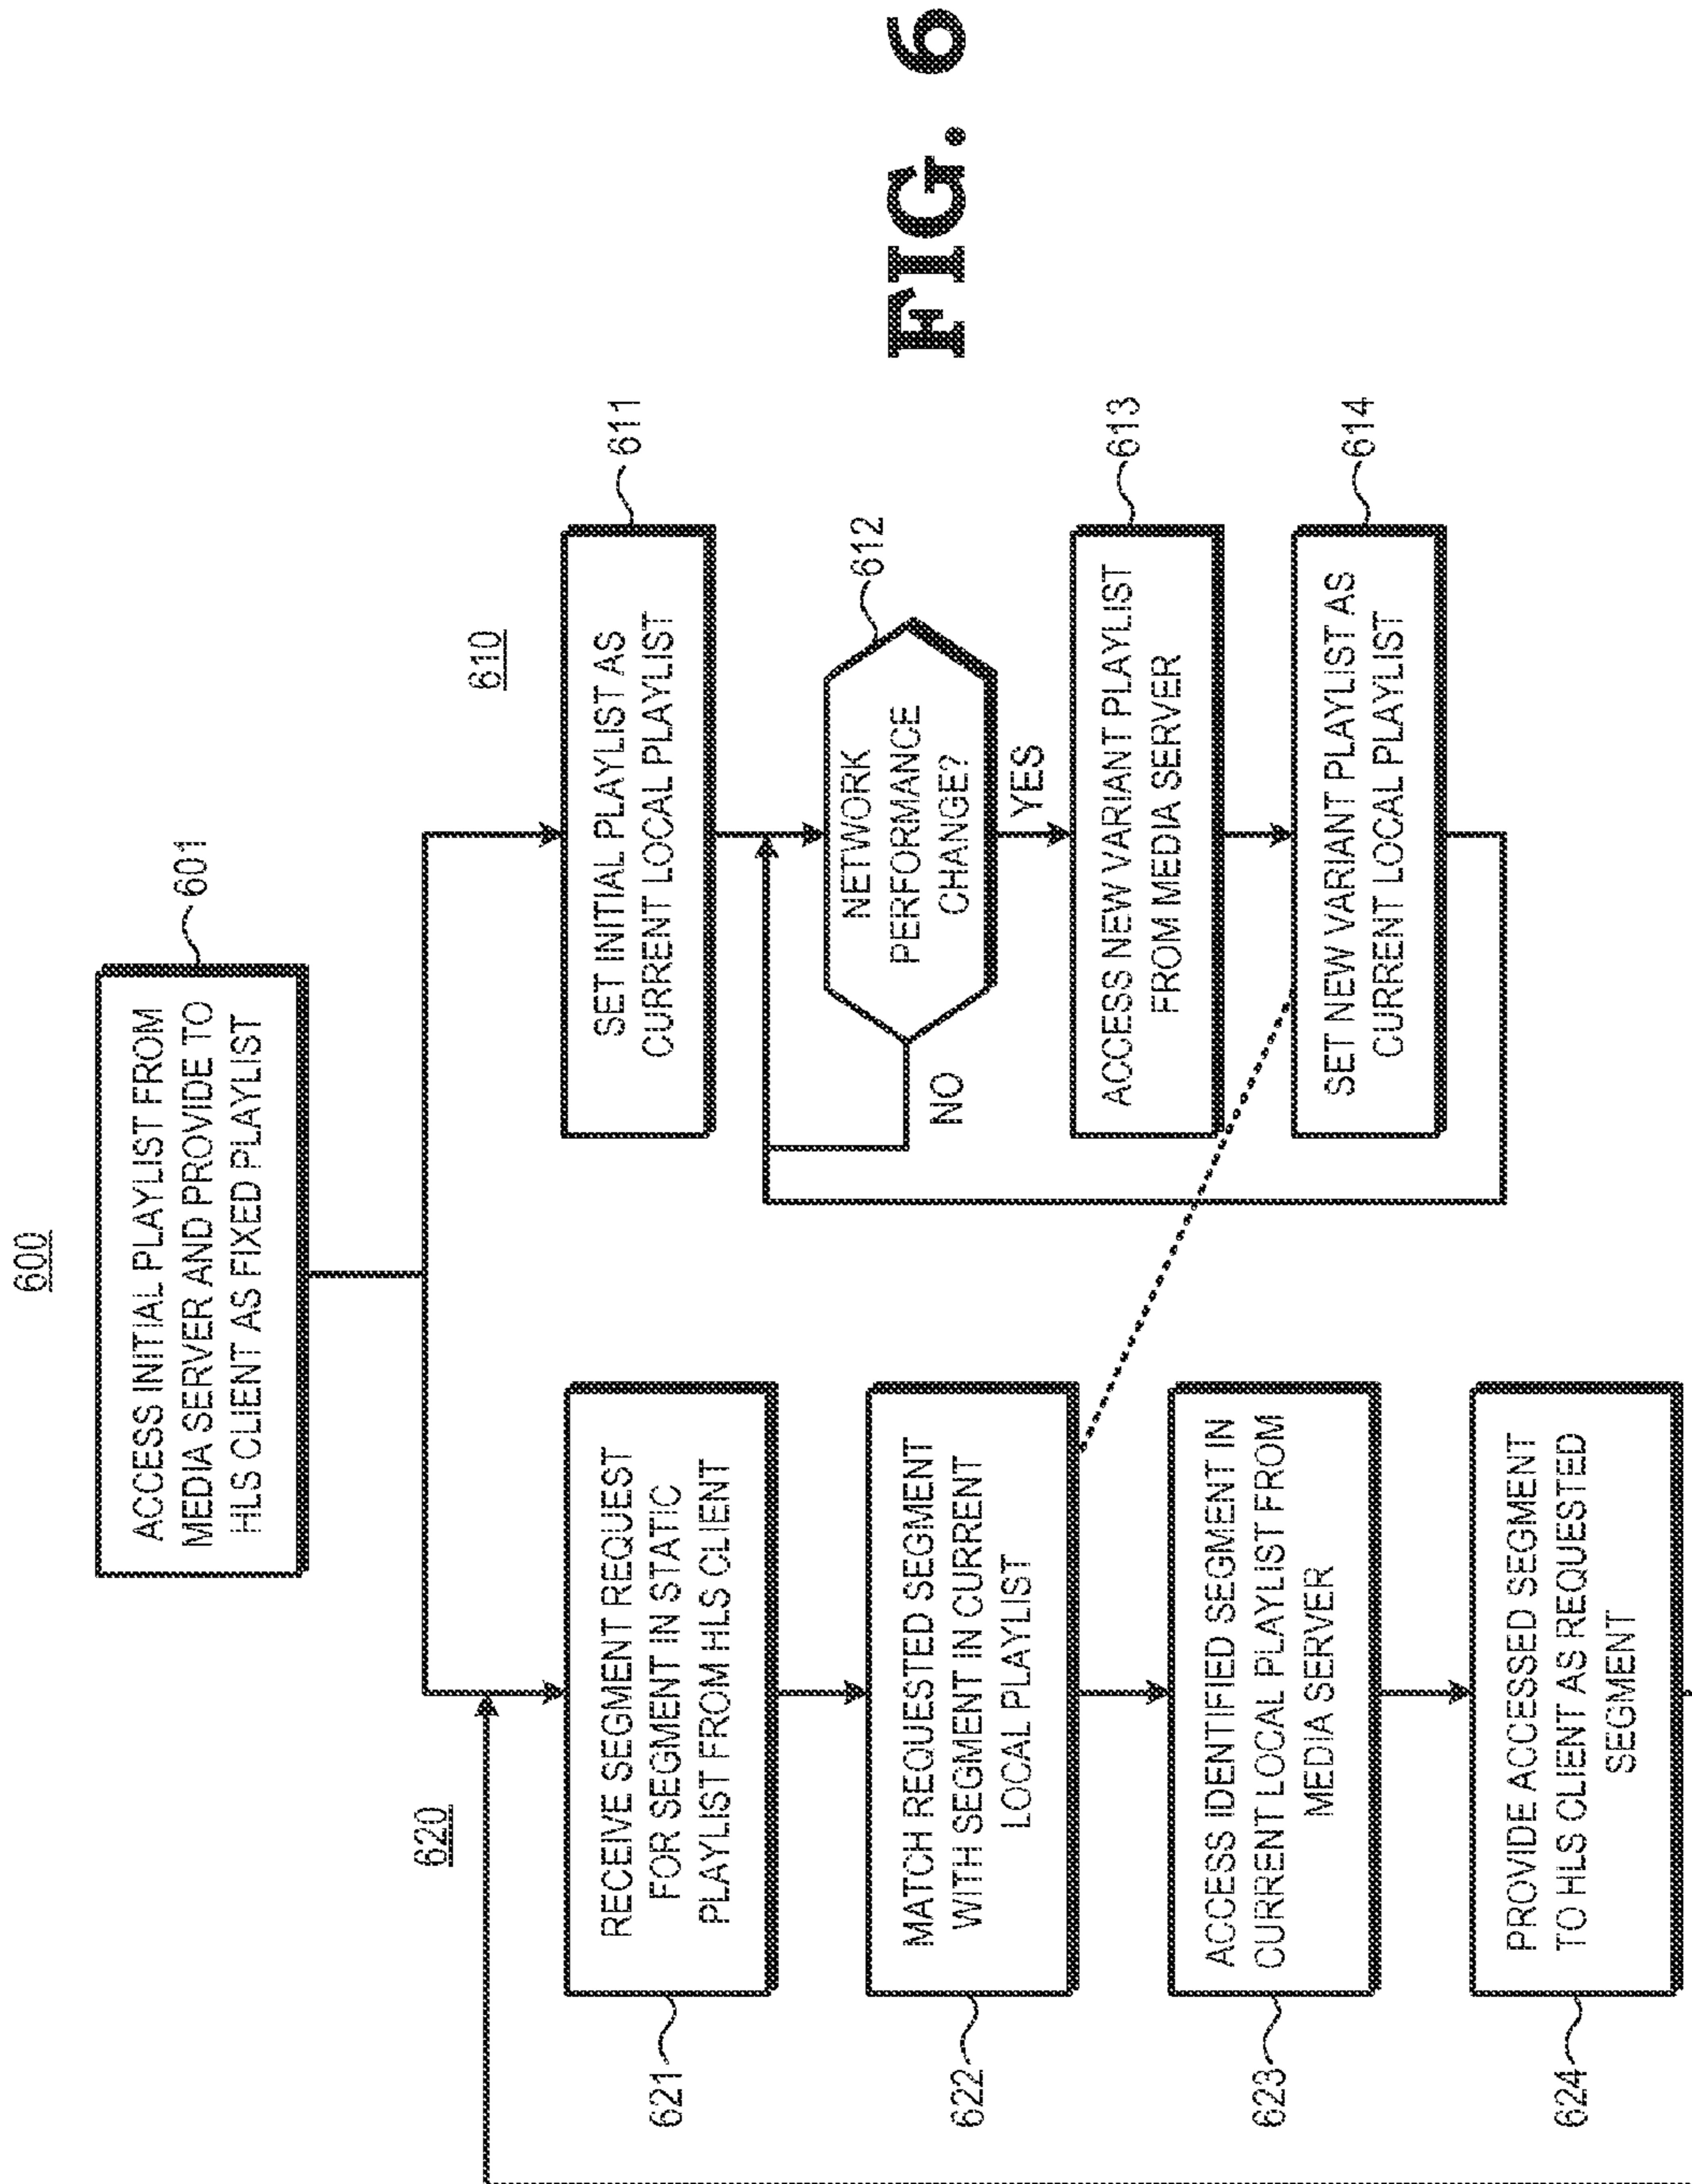 600
ACCESS INITIAL PLAYLIST FROM
MEDIA SERVER AND PROVIDE TO
HLS CLIENT AS FIXED PLAYLIST
601
610
SET INITIAL PLAYLIST AS
CURRENT LOCAL PLAYLIST
611
NETWORK
PERFORMANCE
CHANGE?
612
NO
YES
ACCESS NEW VARIANT PLAYLIST
FROM MEDIA SERVER
613
SET NEW VARIANT PLAYLIST AS
CURRENT LOCAL PLAYLIST
614
620
RECEIVE SEGMENT REQUEST
FOR SEGMENT IN STATIC
PLAYLIST FROM HLS CLIENT
621
MATCH REQUESTED SEGMENT
WITH SEGMENT IN CURRENT
LOCAL PLAYLIST
622
ACCESS IDENTIFIED SEGMENT IN
CURRENT LOCAL PLAYLIST FROM
MEDIA SERVER
623
PROVIDE ACCESSED SEGMENT
TO HLS CLIENT AS REQUESTED
SEGMENT
624
FIG. 6